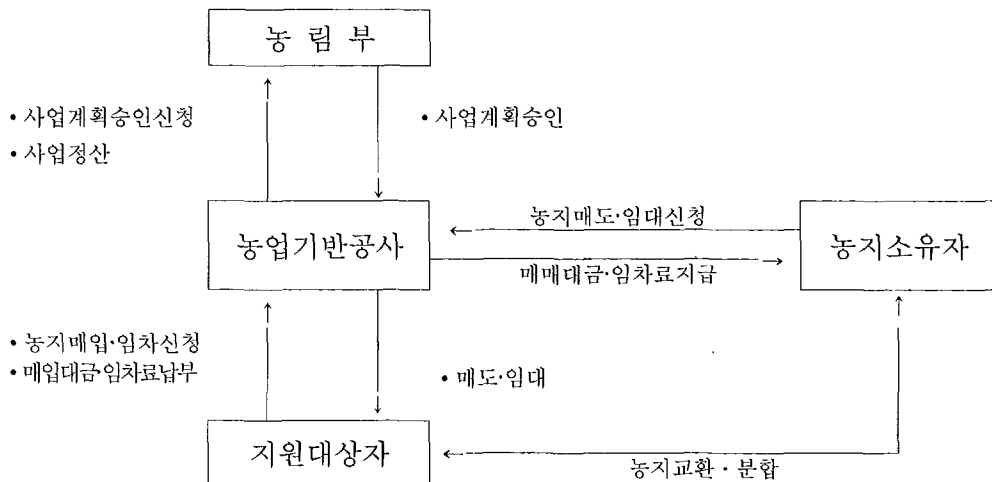 농 림 부
• 사업계획승인신청
• 사업정산
• 사업계획승인
농업기반공사
농지매도·임대신청
매매대금·임차료지급
농지소유자
• 농지매입·임차신청
• 매입대금·임차료납부
• 매도·임대
지원대상자
농지교환·분합